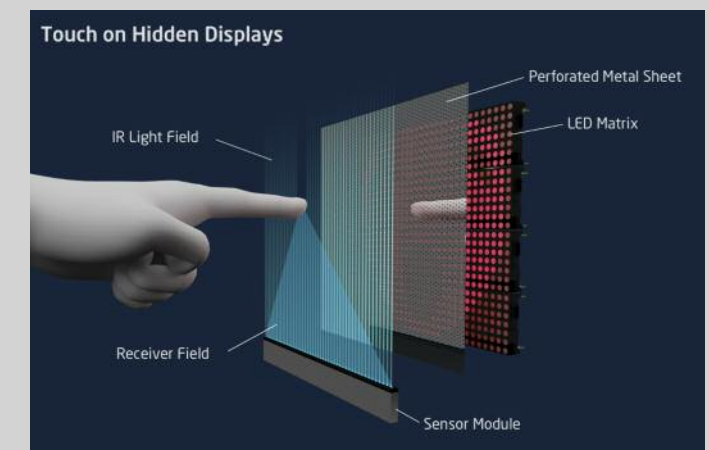 Touch on Hidden Displays
Perforated Metal Sheet
LED Matrix
IR Light Field
Receiver Field
Sensor Module